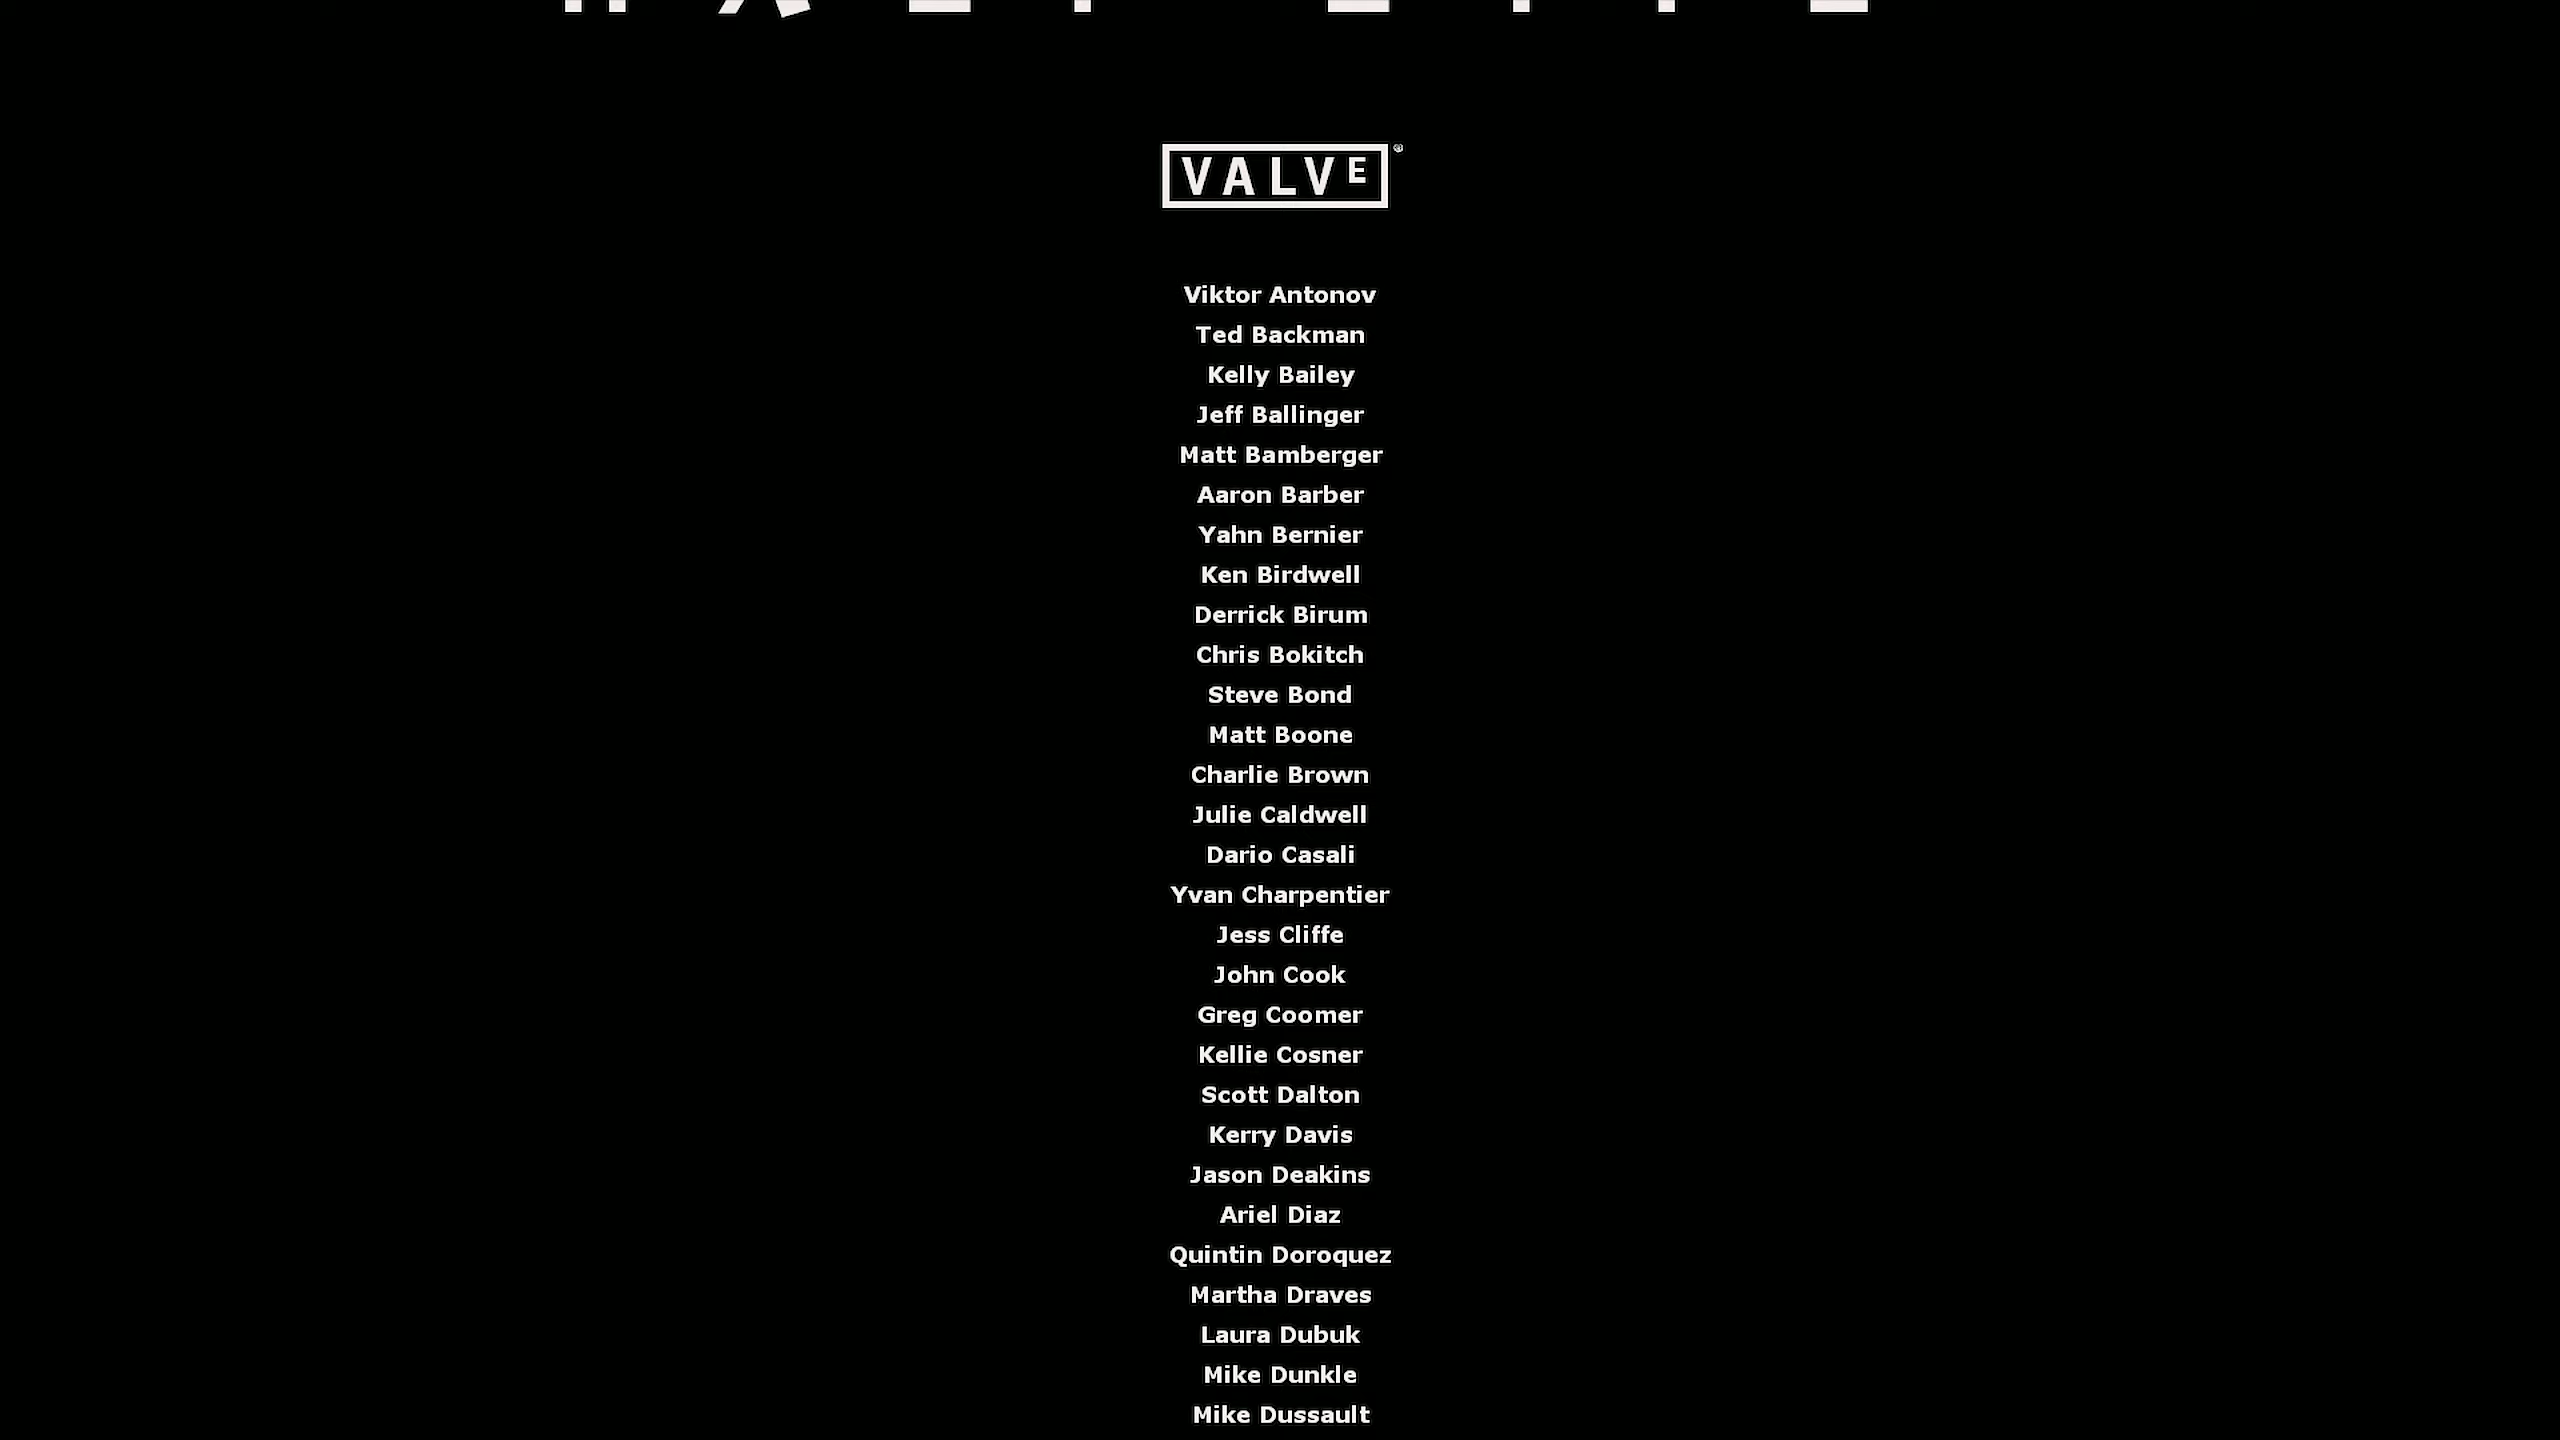 VALVE
Viktor Antonov
Ted Backman
Kelly Bailey
Jeff Ballinger
Matt Bamberger
Aaron Barber
Yahn Bernier
Ken Birdwell
Derrick Birum
Chris Bokitch
Steve Bond
Matt Boone
Charlie Brown
Julie Caldwell
Dario Casali
Yvan Charpentier
Jess Cliffe
John Cook
Greg Coomer
Kellie Cosner
Scott Dalton
Kerry Davis
Jason Deakins
Ariel Diaz
Quintin Doroquez
Martha Draves
Laura Dubuk
Mike Dunkle
Mike Dussault